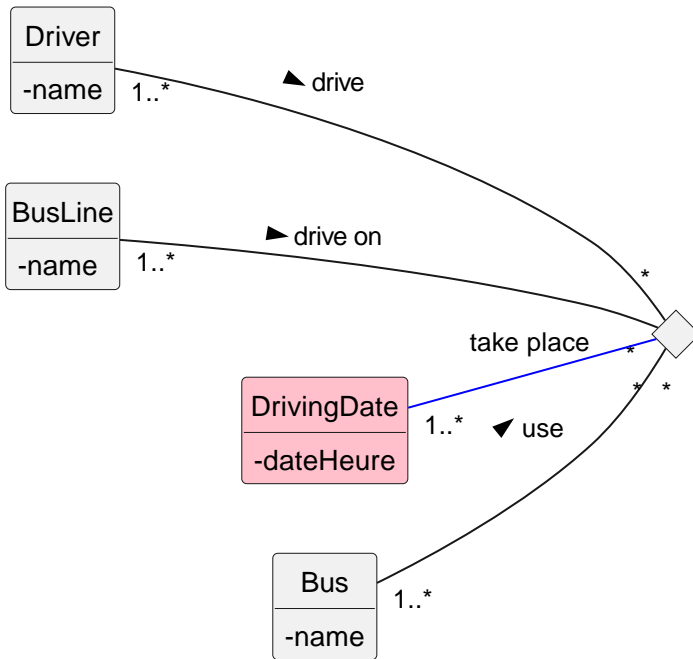 Driver
-name
1..*
drive
BusLine
-name
1..*
drive on
*
take place
*
DrivingDate
-dateHeure
1..*
use
*
*
Bus
-name
1..*